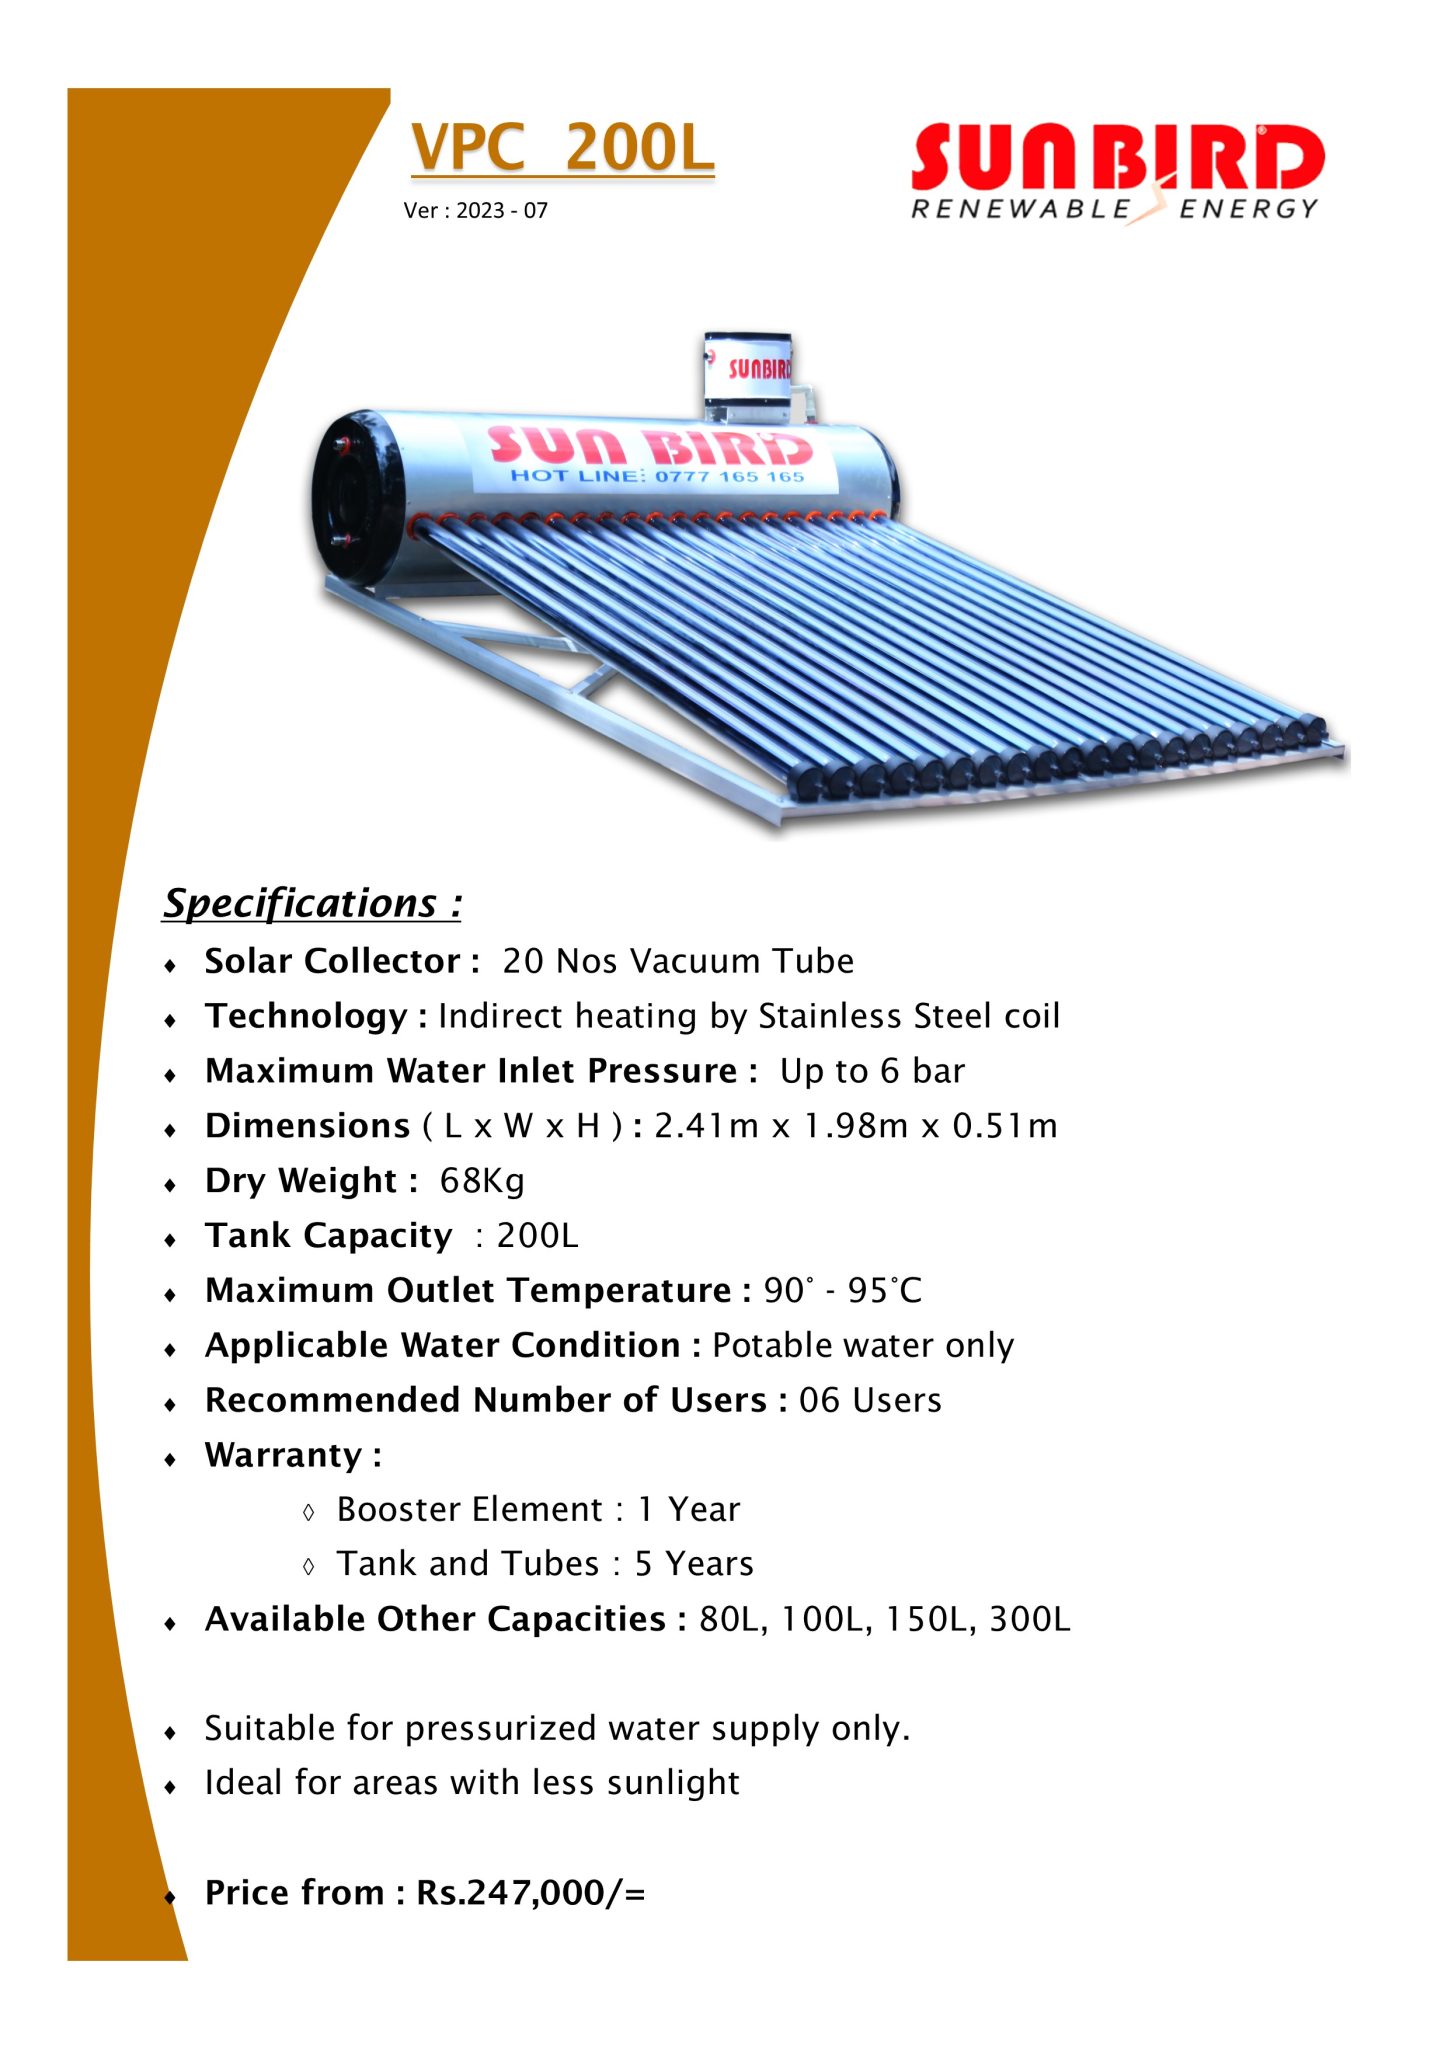 VPC 200L
Ver : 2023 - 07
SUNBIRD®
RENEWABLE ENERGY
SUNBIRD
SUN BIRD
HOT LINE: 0777 165 165
Specifications :
♦ Solar Collector : 20 Nos Vacuum Tube
♦ Technology : Indirect heating by Stainless Steel coil
♦ Maximum Water Inlet Pressure : Up to 6 bar
♦ Dimensions ( L x W x H ) : 2.41m x 1.98m x 0.51m
♦ Dry Weight : 68Kg
♦ Tank Capacity : 200L
♦ Maximum Outlet Temperature : 90˚ - 95˚C
♦ Applicable Water Condition : Potable water only
♦ Recommended Number of Users : 06 Users
♦ Warranty :
◊ Booster Element : 1 Year
◊ Tank and Tubes : 5 Years
♦ Available Other Capacities : 80L, 100L, 150L, 300L
♦ Suitable for pressurized water supply only.
♦ Ideal for areas with less sunlight
♦ Price from : Rs.247,000/=